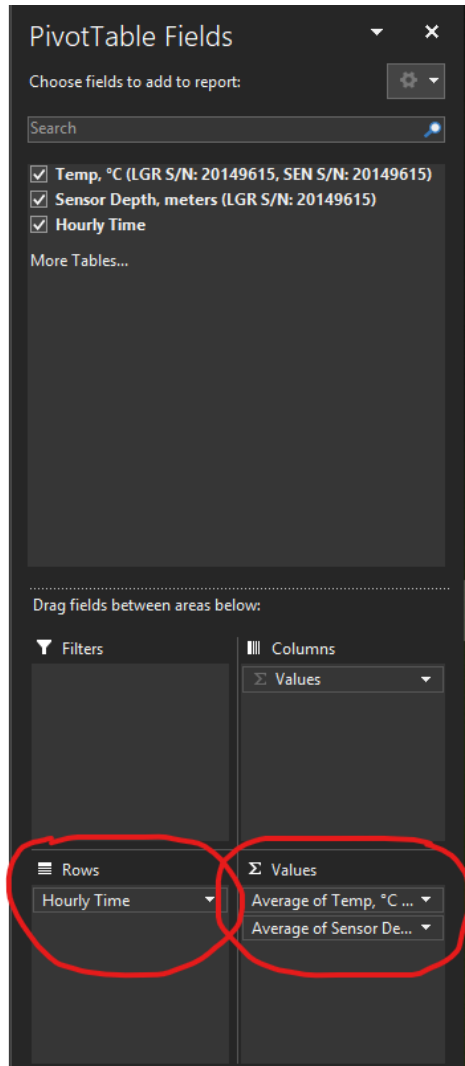 PivotTable Fields
Choose fields to add to report:
Search
Temp, °C (LGR S/N: 20149615, SEN S/N: 20149615)
Sensor Depth, meters (LGR S/N: 20149615)
Hourly Time
More Tables...
Drag fields between areas below:
Filters
Columns
Σ Values
Rows
Σ Values
Hourly Time
Average of Temp, °C ...
Average of Sensor De...